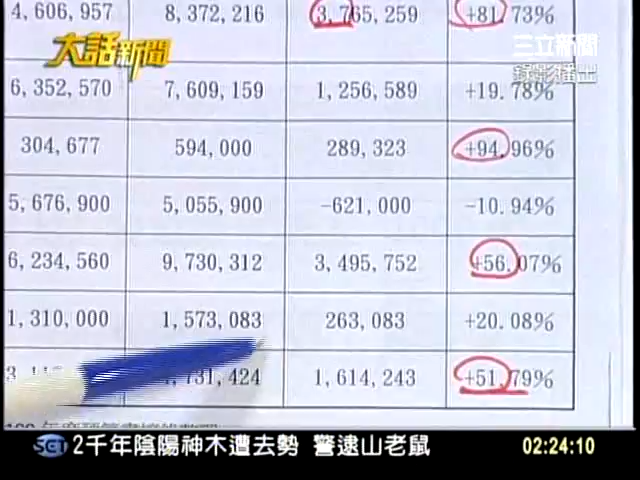 4,606,957 8,372,216 3,765,259 +81.73%
大話新聞
三立新聞
錄影播出
6,352,570 7,609,159 1,256,589 +19.78%
304,677 594,000 289,323 +94.96%
5,676,900 5,055,900 -621,000 -10.94%
6,234,560 9,730,312 3,495,752 +56.07%
1,310,000 1,573,083 263,083 +20.08%
1,614,243 +51.79%
SET 2千年陰陽神木遭去勢 警逮山老鼠 02:24:10